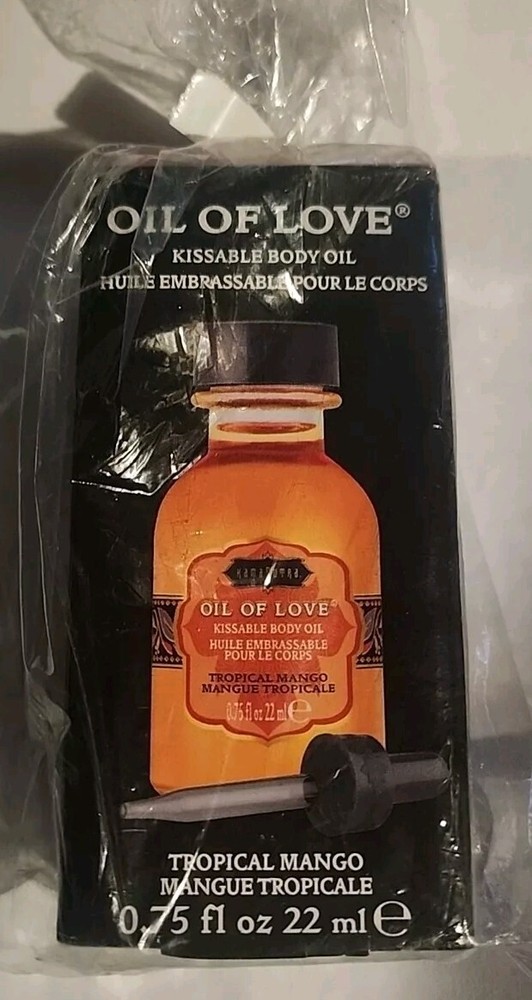 OIL OF LOVE®
KISSABLE BODY OIL
HUILE EMBRASSABLE POUR LE CORPS
KAMA SUTRA
OIL OF LOVE®
KISSABLE BODY OIL
HUILE EMBRASSABLE
POUR LE CORPS
TROPICAL MANGO
MANGUE TROPICALE
0.75 fl oz 22 ml ℮
TROPICAL MANGO
MANGUE TROPICALE
0.75 fl oz 22 ml ℮